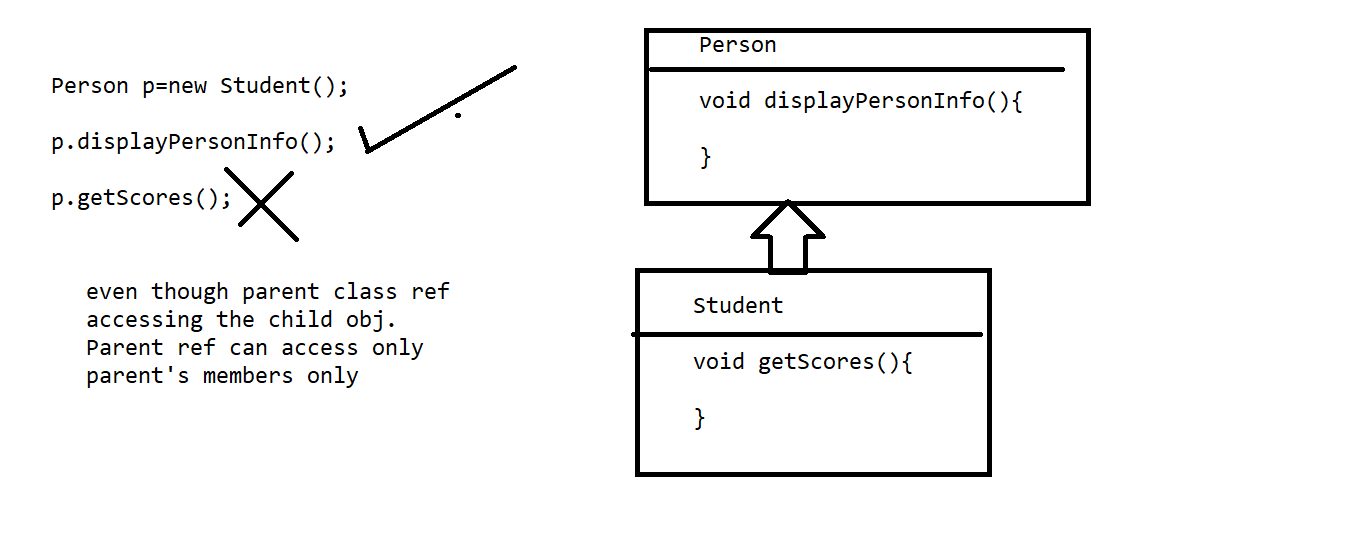 Person p=new Student();
p.displayPersonInfo();
p.getScores();
even though parent class ref
accessing the child obj.
Parent ref can access only
parent's members only
Person
void displayPersonInfo(){
}
Student
void getScores(){
}